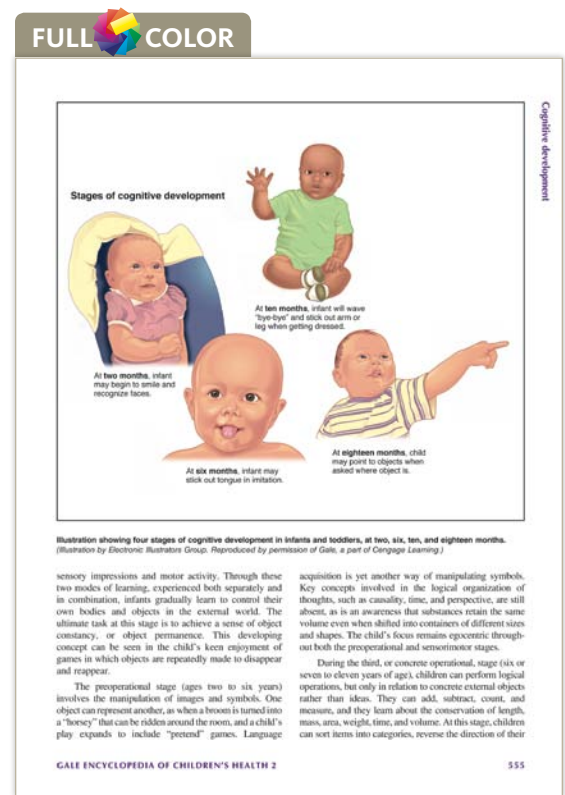 FULL COLOR
Cognitive development
Stages of cognitive development
At ten months, infant will wave
"bye-bye" and stick out arm or
leg when getting dressed.
At two months, infant
may begin to smile and
recognize faces.
At six months, infant may
stick out tongue in imitation.
At eighteen months, child
may point to objects when
asked where object is.
Illustration showing four stages of cognitive development in infants and toddlers, at two, six, ten, and eighteen months.
(Illustration by Electronic Illustrators Group. Reproduced by permission of Gale, a part of Cengage Learning.)
sensory impressions and motor activity. Through these
two modes of learning, experienced both separately and
in combination, infants gradually learn to control their
own bodies and objects in the external world. The
ultimate task at this stage is to achieve a sense of object
constancy, or object permanence. This developing
concept can be seen in the child's keen enjoyment of
games in which objects are repeatedly made to disappear
and reappear.
The preoperational stage (ages two to six years)
involves the manipulation of images and symbols. One
object can represent another, as when a broom is turned into
a "horsey" that can be ridden around the room, and a child's
play expands to include "pretend" games. Language
acquisition is yet another way of manipulating symbols.
Key concepts involved in the logical organization of
thoughts, such as causality, time, and perspective, are still
absent, as is an awareness that substances retain the same
volume even when shifted into containers of different sizes
and shapes. The child's focus remains egocentric through-
out both the preoperational and sensorimotor stages.
During the third, or concrete operational, stage (six or
seven to eleven years of age), children can perform logical
operations, but only in relation to concrete external objects
rather than ideas. They can add, subtract, count, and
measure, and they learn about the conservation of length,
mass, area, weight, time, and volume. At this stage, children
can sort items into categories, reverse the direction of their
GALE ENCYCLOPEDIA OF CHILDREN'S HEALTH 2
555